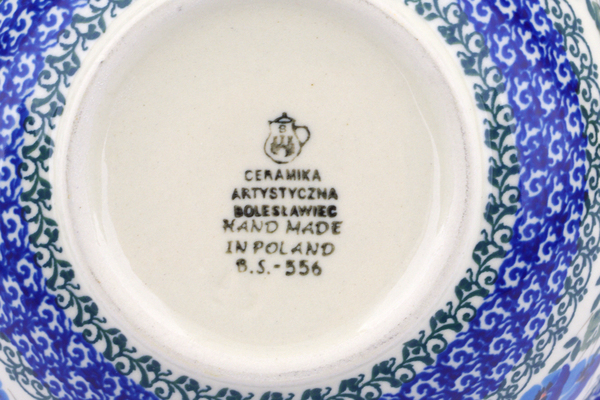 CERAMIKA
ARTYSTYCZNA
BOLESŁAWIEC
HAND MADE
IN POLAND
B.S.-556